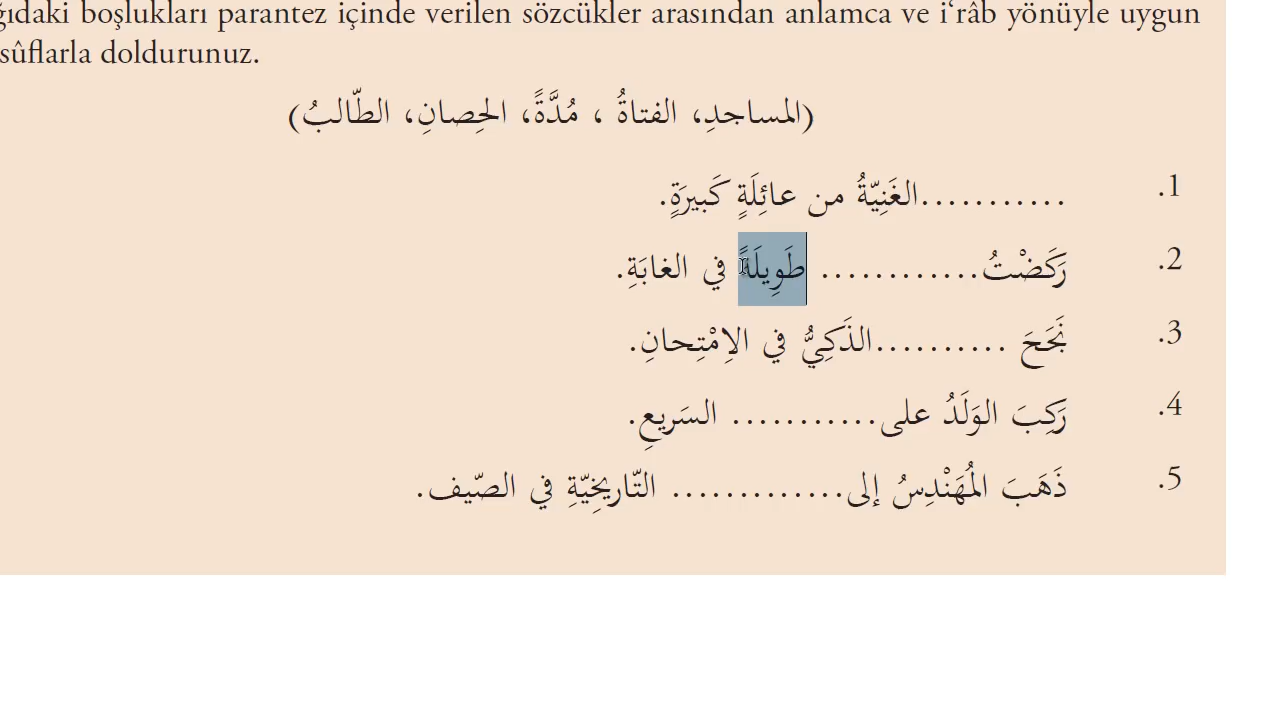 ğıdaki boşlukları parantez içinde verilen sözcükler arasından anlamca ve i‘râb yönüyle uygun
sûflarla doldurunuz.
(المساجدِ، الفتاةُ ، مُدَّةً، الحِصانِ، الطّالبُ)
1. ...........الغَنِيّةُ من عائِلَةٍ كَبيرَةٍ.
2. رَكَضْتُ............ طَوِيلَةً في الغابَةِ.
3. نَجَحَ ..........الذَكِيُّ في الاِمْتِحانِ.
4. رَكِبَ الوَلَدُ على........... السَريعِ.
5. ذَهَبَ المُهَنْدِسُ إلى............. التّاريخِيّةِ في الصّيف.